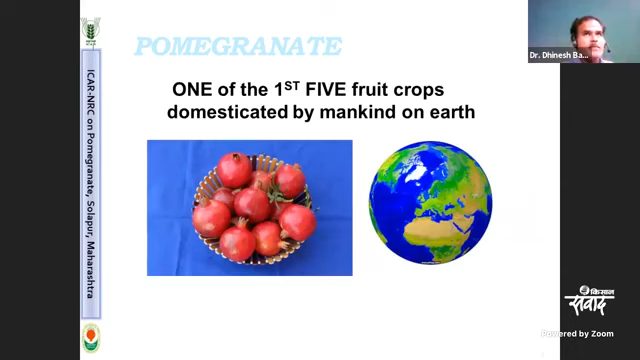 POMEGRANATE
Dr. Dhinesh Ba...
ONE of the 1ST FIVE fruit crops
domesticated by mankind on earth
ICAR-NRC on Pomegranate, Solapur, Maharashtra
किसान
संवाद
Powered by Zoom